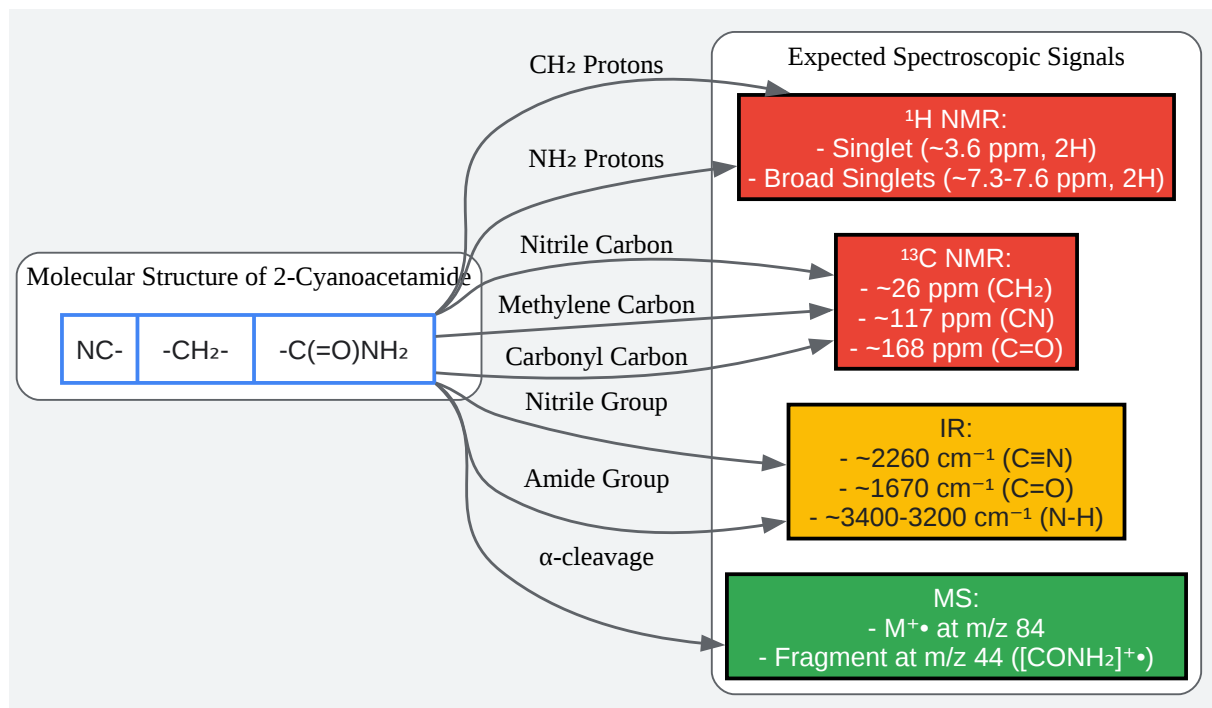 Expected Spectroscopic Signals
CH₂ Protons
¹H NMR:
- Singlet (~3.6 ppm, 2H)
- Broad Singlets (~7.3-7.6 ppm, 2H)
NH₂ Protons
Nitrile Carbon
¹³C NMR:
- ~26 ppm (CH₂)
- ~117 ppm (CN)
- ~168 ppm (C=O)
Molecular Structure of 2-Cyanoacetamide
NC- -CH₂- -C(=O)NH₂
Methylene Carbon
Carbonyl Carbon
Nitrile Group
IR:
- ~2260 cm⁻¹ (C≡N)
- ~1670 cm⁻¹ (C=O)
- ~3400-3200 cm⁻¹ (N-H)
Amide Group
α-cleavage
MS:
- M⁺• at m/z 84
- Fragment at m/z 44 ([CONH₂]⁺•)